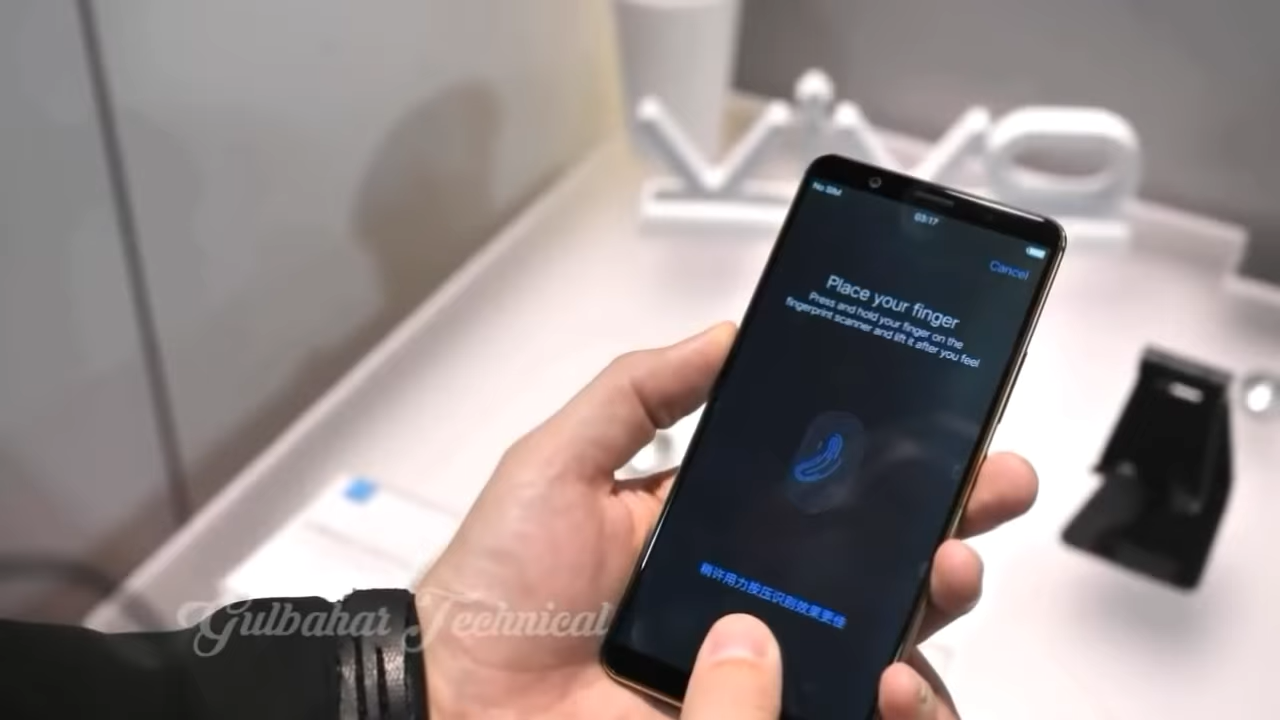 vivo
No SIM
03:17
Cancel
Place your finger
Press and hold your finger on the
fingerprint scanner and lift it after you feel
稍许用力按压识别效果更佳
Gulbahar Technical